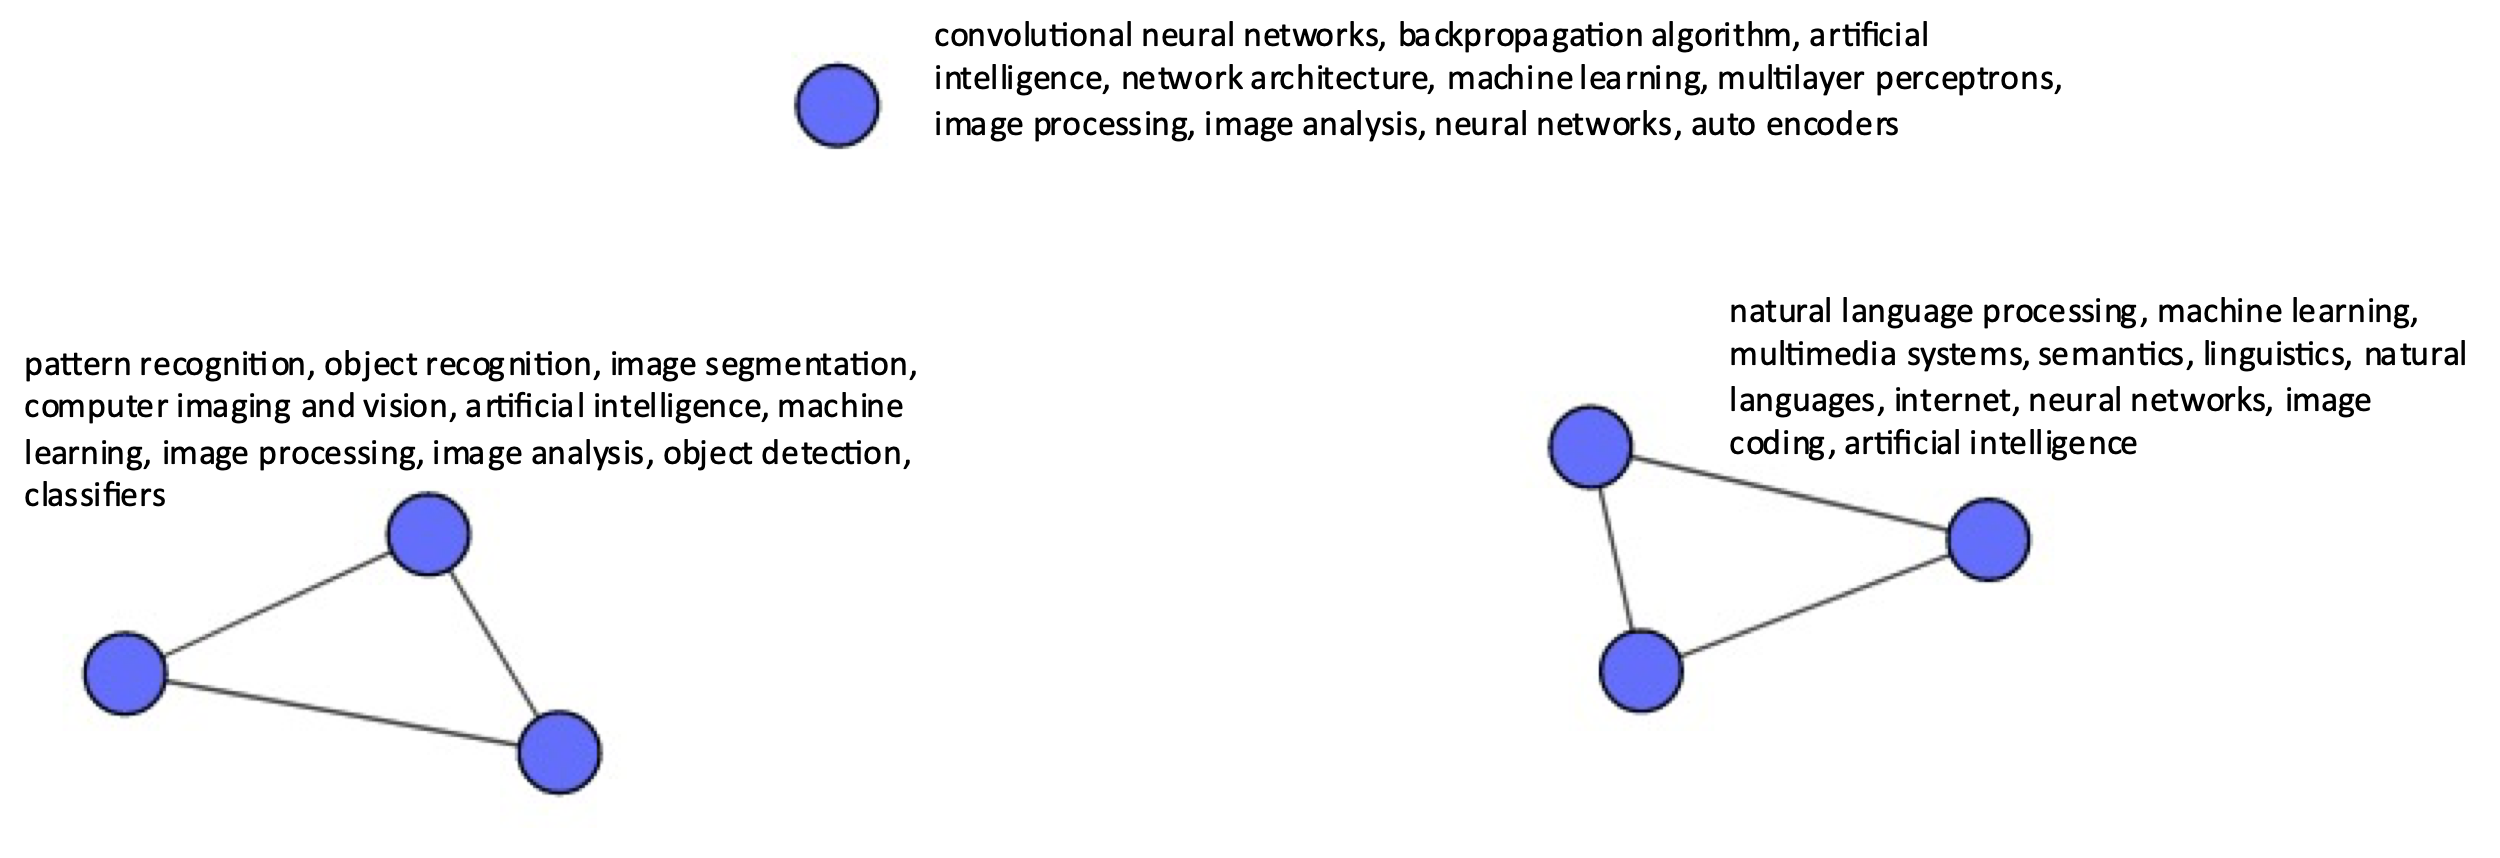 convolutional neural networks, backpropagation algorithm, artificial
intelligence, network architecture, machine learning, multilayer perceptrons,
image processing, image analysis, neural networks, auto encoders
pattern recognition, object recognition, image segmentation,
computer imaging and vision, artificial intelligence, machine
learning, image processing, image analysis, object detection,
classifiers
natural language processing, machine learning,
multimedia systems, semantics, linguistics, natural
languages, internet, neural networks, image
coding, artificial intelligence